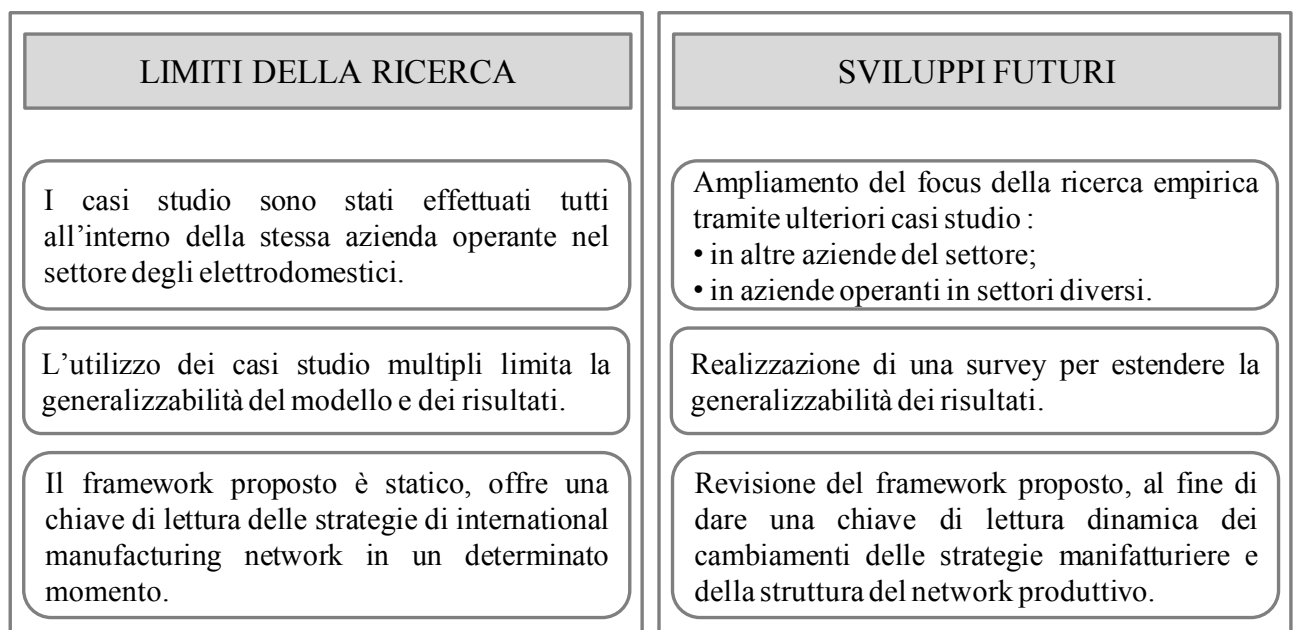 LIMITI DELLA RICERCA
I casi studio sono stati effettuati tutti
all’interno della stessa azienda operante nel
settore degli elettrodomestici.
L’utilizzo dei casi studio multipli limita la
generalizzabilità del modello e dei risultati.
Il framework proposto è statico, offre una
chiave di lettura delle strategie di international
manufacturing network in un determinato
momento.
SVILUPPI FUTURI
Ampliamento del focus della ricerca empirica
tramite ulteriori casi studio :
• in altre aziende del settore;
• in aziende operanti in settori diversi.
Realizzazione di una survey per estendere la
generalizzabilità dei risultati.
Revisione del framework proposto, al fine di
dare una chiave di lettura dinamica dei
cambiamenti delle strategie manifatturiere e
della struttura del network produttivo.